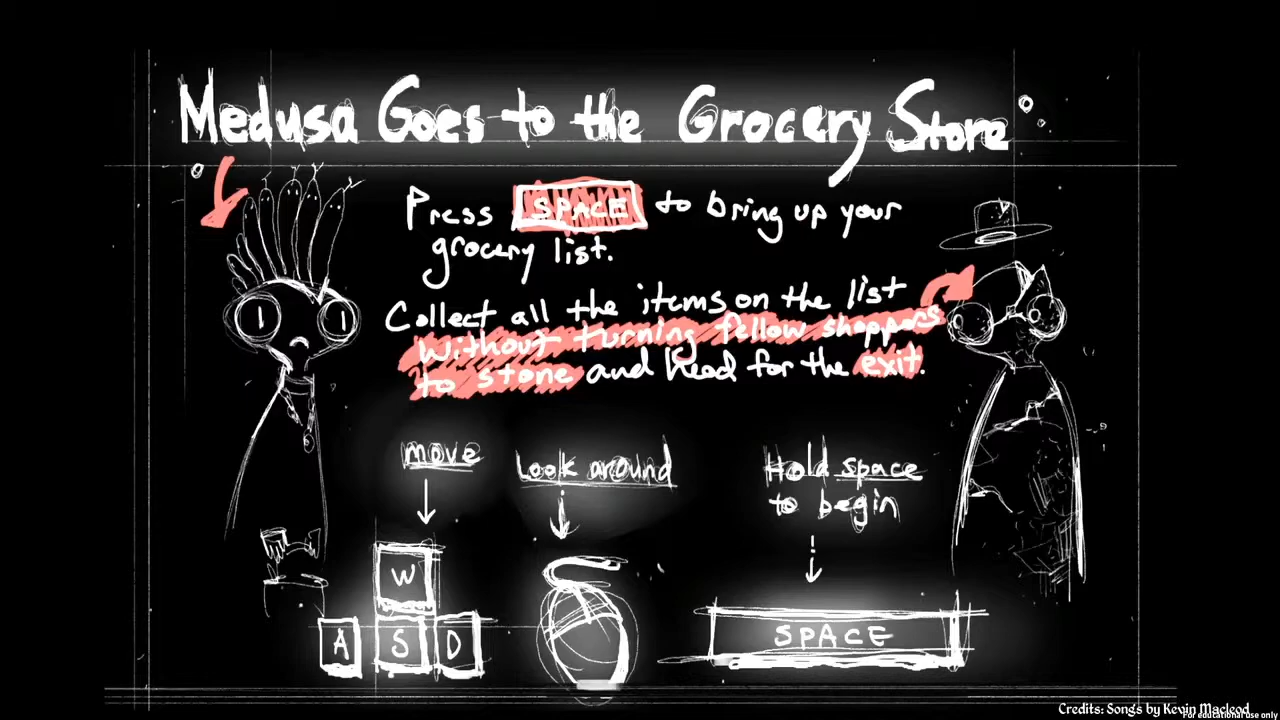 Medusa Goes to the Grocery Store
Press SPACE to bring up your
grocery list.
Collect all the items on the list
without turning fellow shoppers
to stone and head for the exit.
move
Look around
Hold space
to begin
W
A S D
SPACE
Credits: Songs by Kevin Macleod
for educational use only